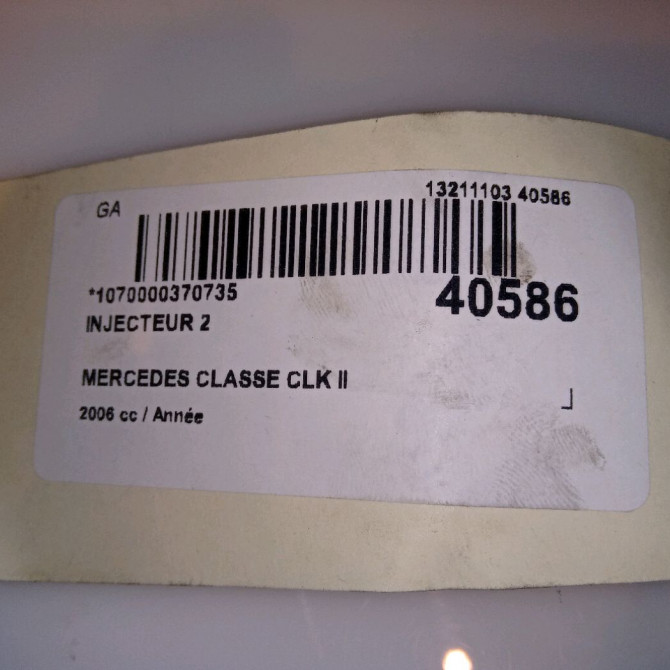 GA
13211103 40586
*1070000370735
40586
INJECTEUR 2
MERCEDES CLASSE CLK II
2006 cc / Année